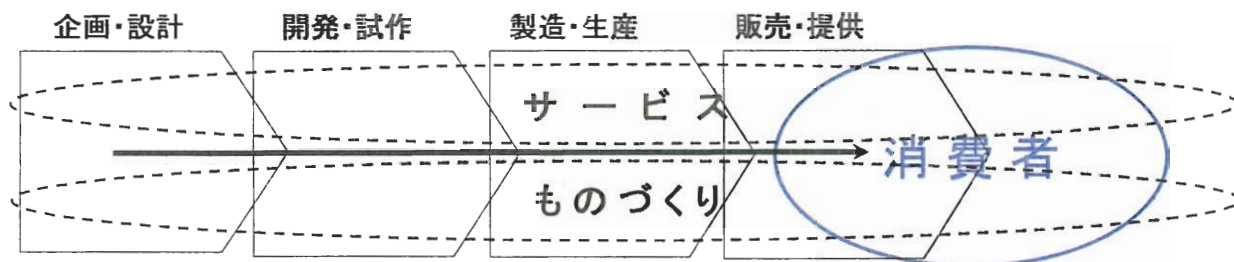 企画・設計
開発・試作
製造・生産
販売・提供
サービス
消費者
ものづくり